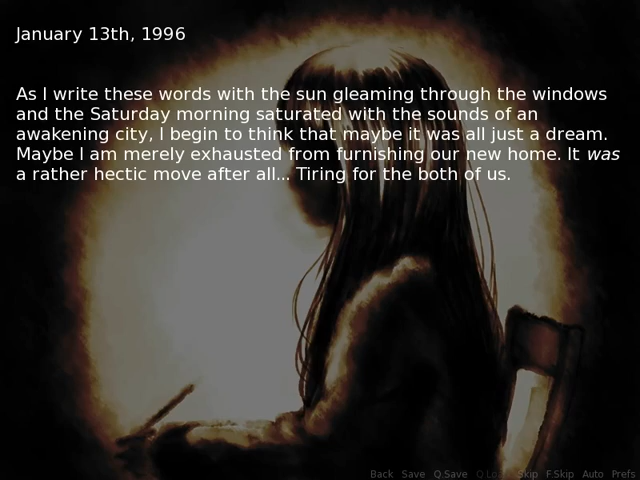 January 13th, 1996
As I write these words with the sun gleaming through the windows
and the Saturday morning saturated with the sounds of an
awakening city, I begin to think that maybe it was all just a dream.
Maybe I am merely exhausted from furnishing our new home. It was
a rather hectic move after all... Tiring for the both of us.
Back Save Q.Save Q.Load Skip F.Skip Auto Prefs